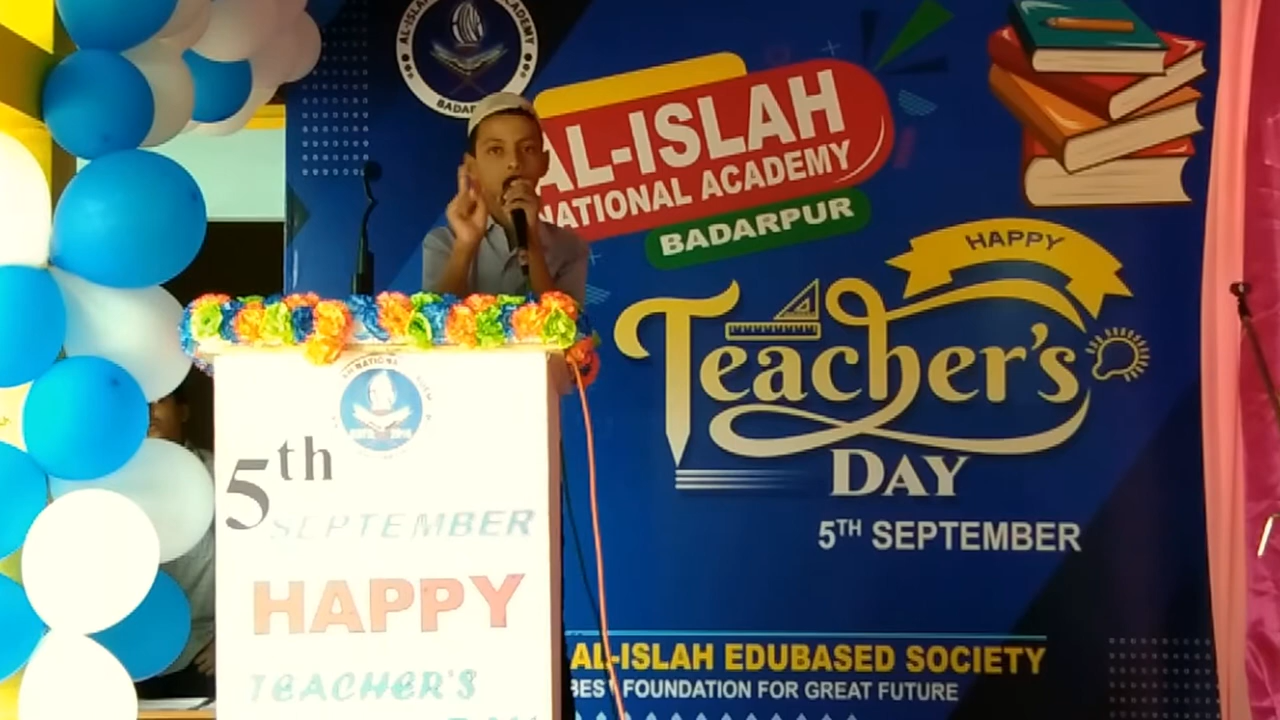 AL-ISLAH
NATIONAL ACADEMY
BADARPUR
HAPPY
Teacher's
DAY
5TH SEPTEMBER
AL-ISLAH EDUBASED SOCIETY
BEST FOUNDATION FOR GREAT FUTURE
5th
SEPTEMBER
HAPPY
TEACHER'S